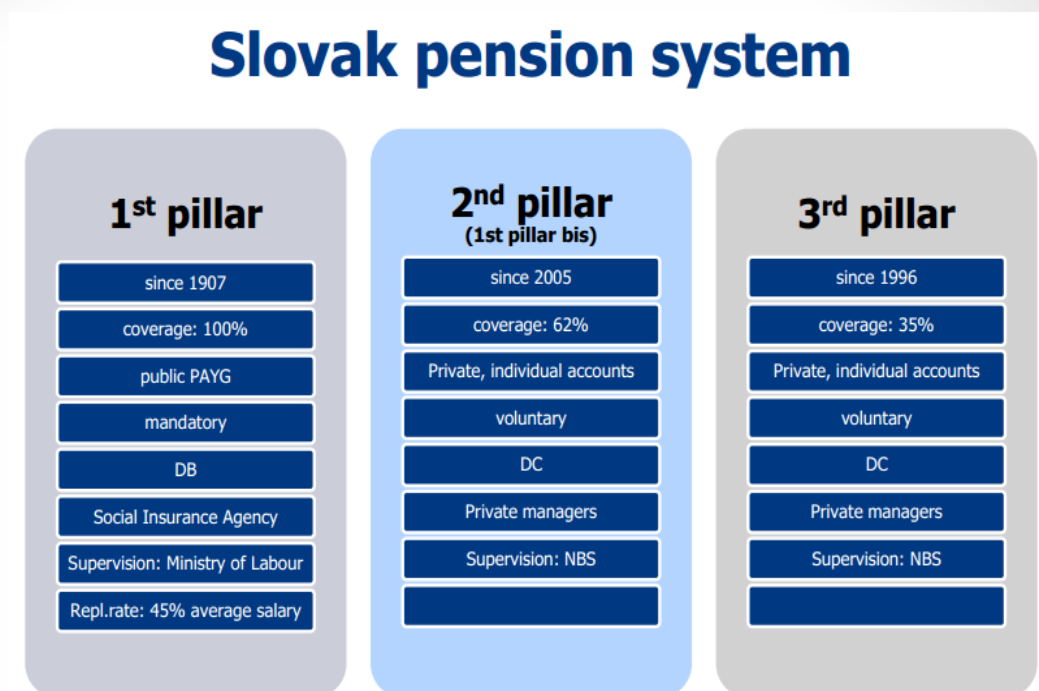 Slovak pension system
1st pillar
since 1907
coverage: 100%
public PAYG
mandatory
DB
Social Insurance Agency
Supervision: Ministry of Labour
Repl.rate: 45% average salary
2nd pillar
(1st pillar bis)
since 2005
coverage: 62%
Private, individual accounts
voluntary
DC
Private managers
Supervision: NBS
3rd pillar
since 1996
coverage: 35%
Private, individual accounts
voluntary
DC
Private managers
Supervision: NBS